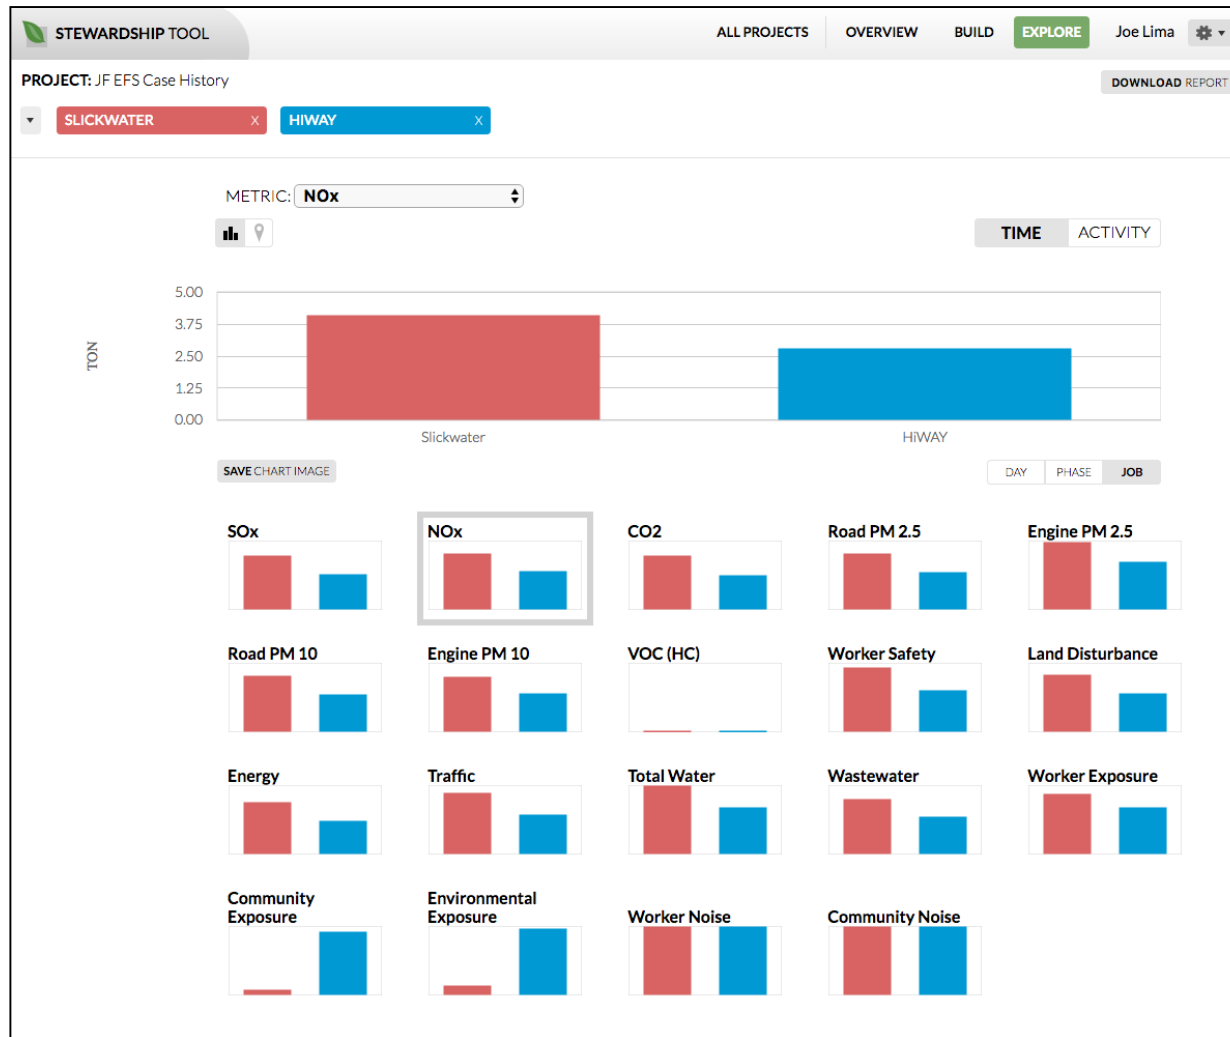 STEWARDSHIP TOOL
ALL PROJECTS OVERVIEW BUILD EXPLORE Joe Lima
PROJECT: JF EFS Case History
DOWNLOAD REPORT
SLICKWATER X HIWAY X
METRIC: NOx
TIME ACTIVITY
5.00
3.75
TON
2.50
1.25
0.00
Slickwater HiWAY
SAVE CHART IMAGE DAY PHASE JOB
SOx NOx CO2 Road PM 2.5 Engine PM 2.5
Road PM 10 Engine PM 10 VOC (HC) Worker Safety Land Disturbance
Energy Traffic Total Water Wastewater Worker Exposure
Community Exposure Environmental Exposure Worker Noise Community Noise